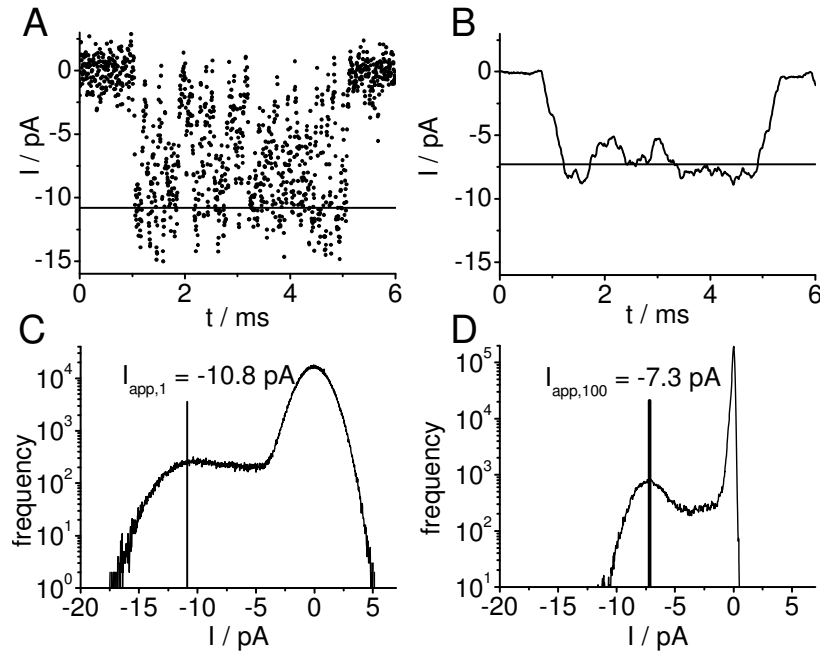 A
B
I / pA
0
-5
-10
-15
0 2 4 6
t / ms
I / pA
0
-5
-10
-15
0 2 4 6
t / ms
C
D
I_app,1 = -10.8 pA
I_app,100 = -7.3 pA
frequency
10^4
10^3
10^2
10^1
10^0
-20 -15 -10 -5 0 5
I / pA
frequency
10^5
10^4
10^3
10^2
10^1
-20 -15 -10 -5 0 5
I / pA